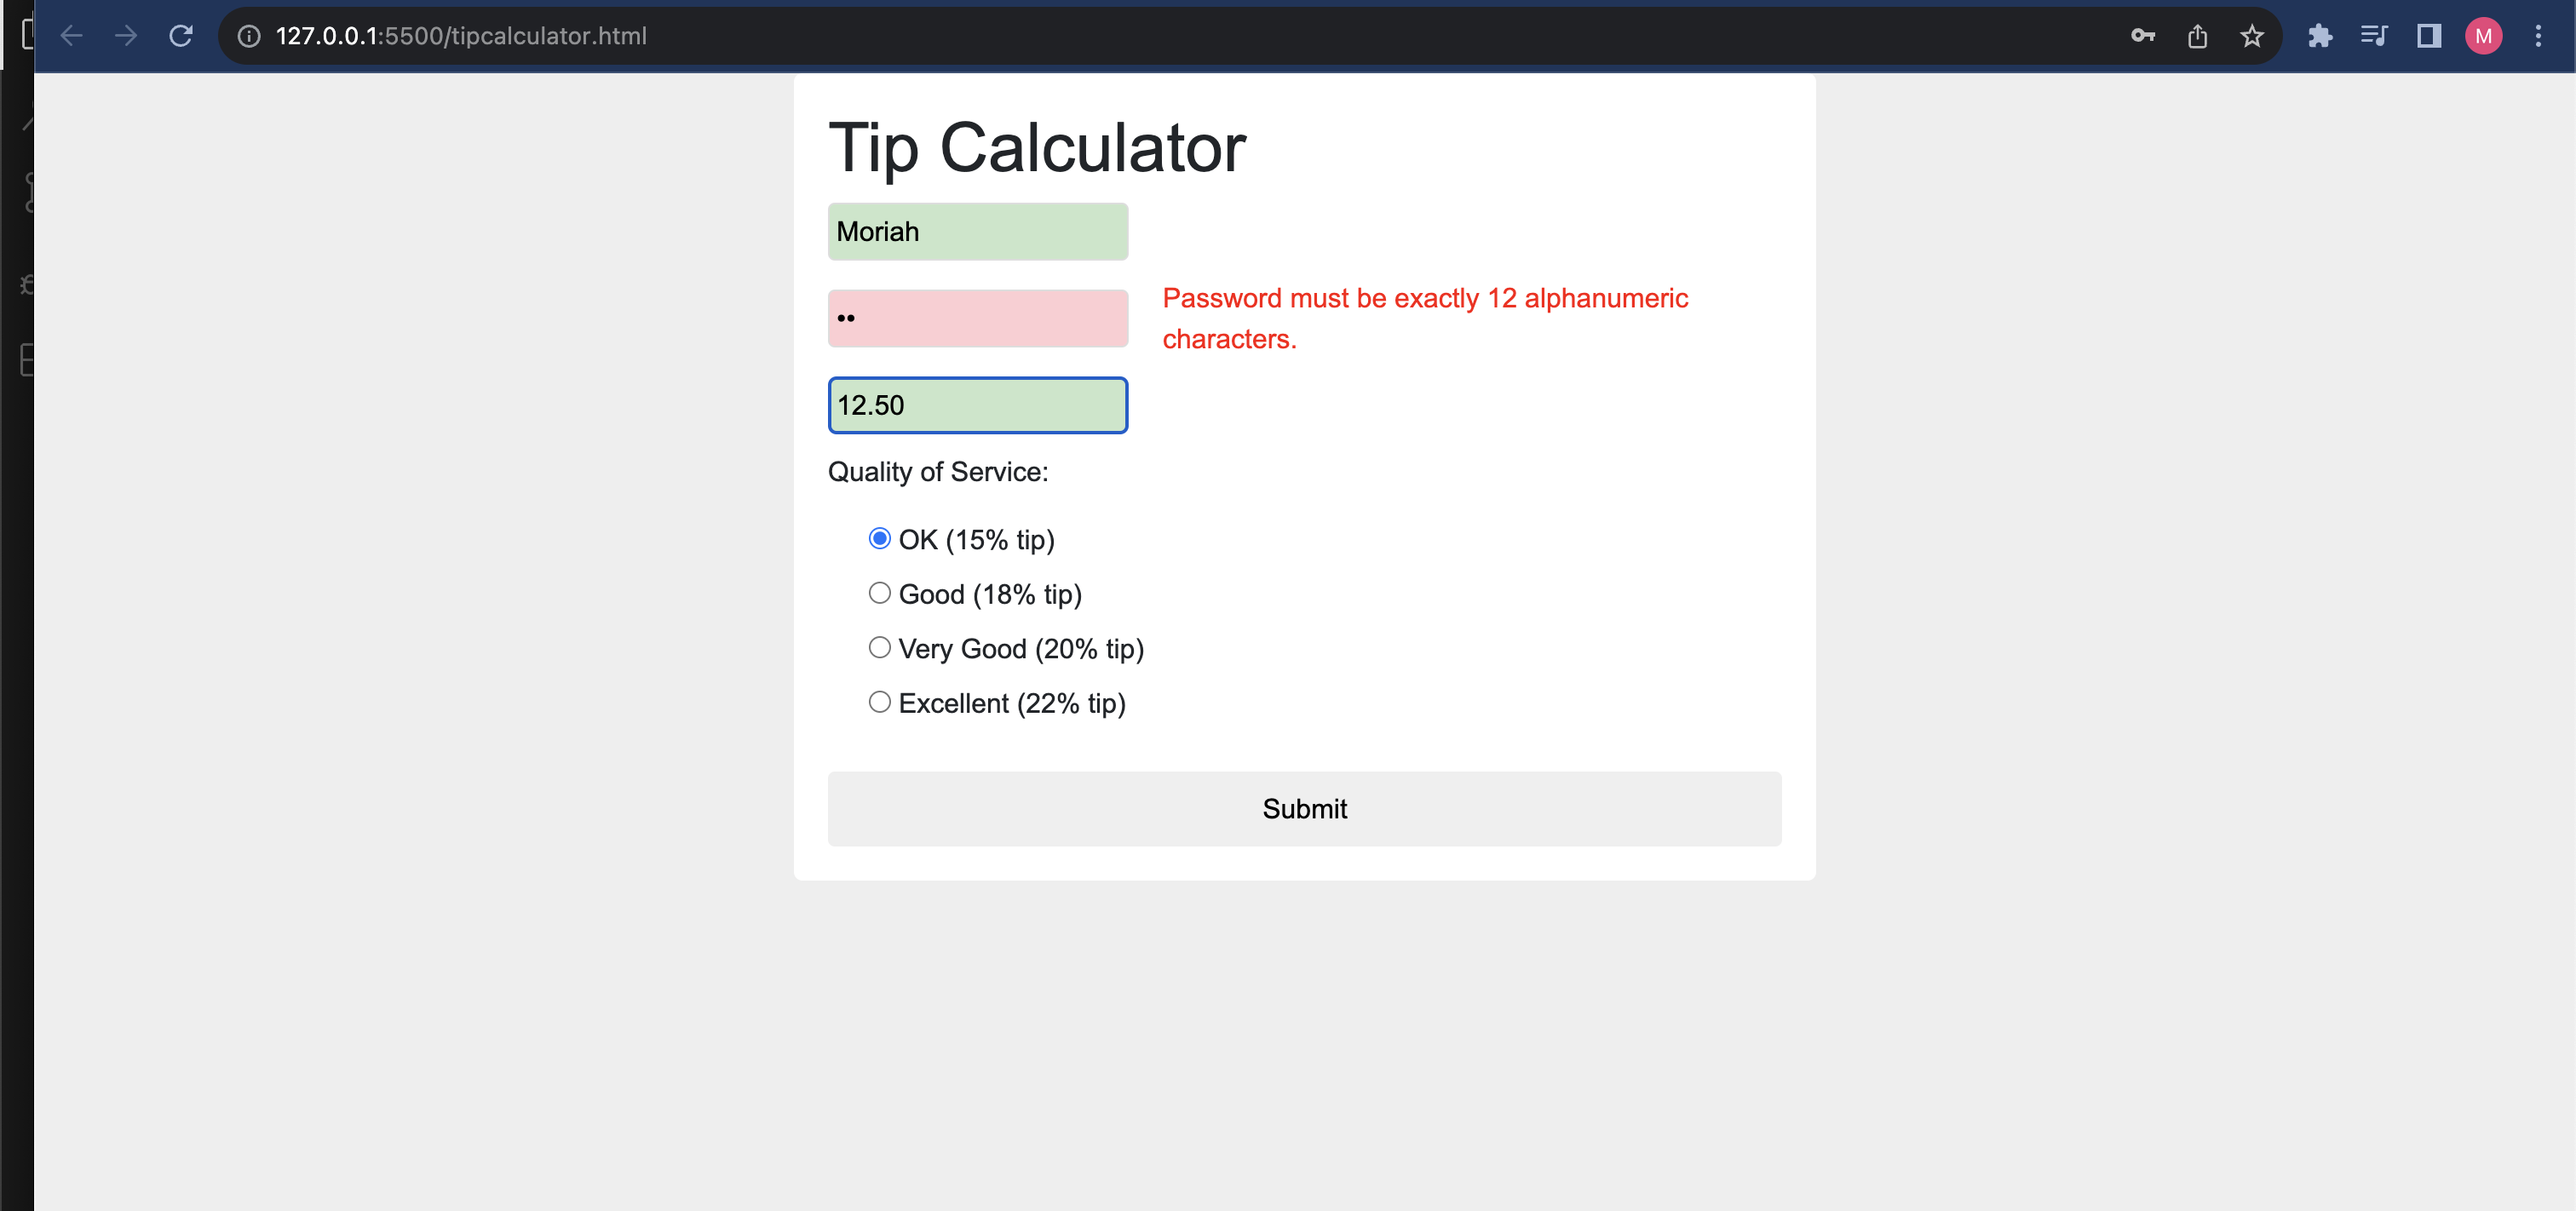 127.0.0.1:5500/tipcalculator.html
M
Tip Calculator
Moriah
••
Password must be exactly 12 alphanumeric
characters.
12.50
Quality of Service:
OK (15% tip)
Good (18% tip)
Very Good (20% tip)
Excellent (22% tip)
Submit